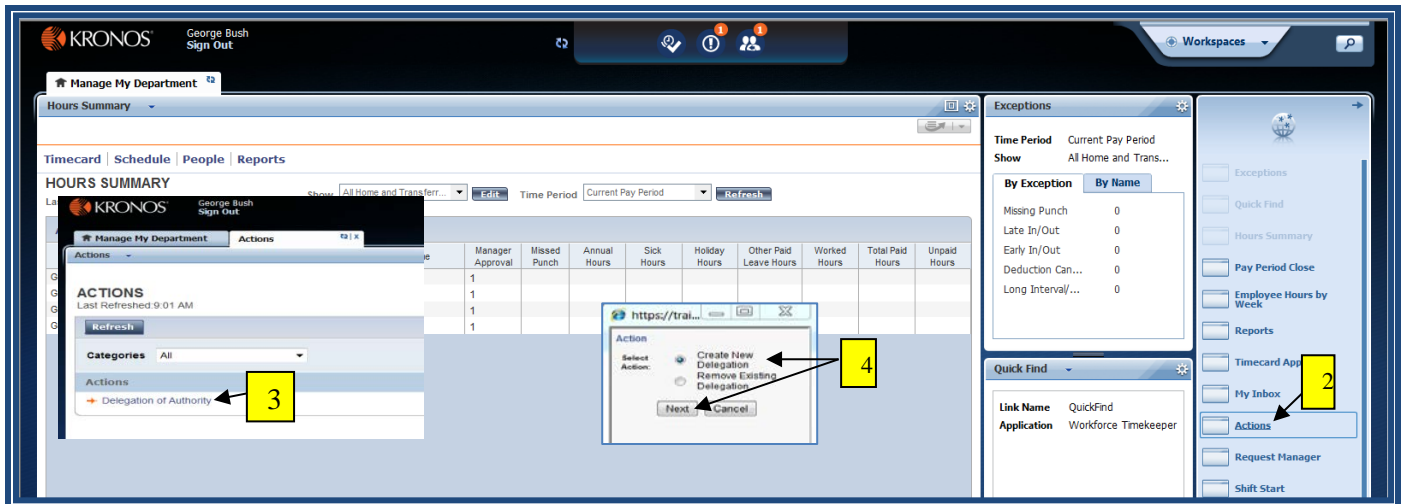 KRONOS George Bush
Sign Out
1 1
Workspaces
Manage My Department
Hours Summary
Timecard | Schedule | People | Reports
HOURS SUMMARY
Show All Home and Transferr... Edit Time Period Current Pay Period Refresh
Manager Approval Missed Punch Annual Hours Sick Hours Holiday Hours Other Paid Leave Hours Worked Hours Total Paid Hours Unpaid Hours
1
1
1
1
KRONOS George Bush
Sign Out
Manage My Department Actions
Actions
ACTIONS
Last Refreshed:9:01 AM
Refresh
Categories All
Actions
Delegation of Authority
3
https://trai...
Action
Select Action: Create New Delegation
Remove Existing Delegation
Next Cancel
4
Exceptions
Time Period Current Pay Period
Show All Home and Trans...
By Exception By Name
Missing Punch 0
Late In/Out 0
Early In/Out 0
Deduction Can... 0
Long Interval/... 0
Quick Find
Link Name QuickFind
Application Workforce Timekeeper
Exceptions
Quick Find
Hours Summary
Pay Period Close
Employee Hours by
Week
Reports
Timecard App
My Inbox
2
Actions
Request Manager
Shift Start